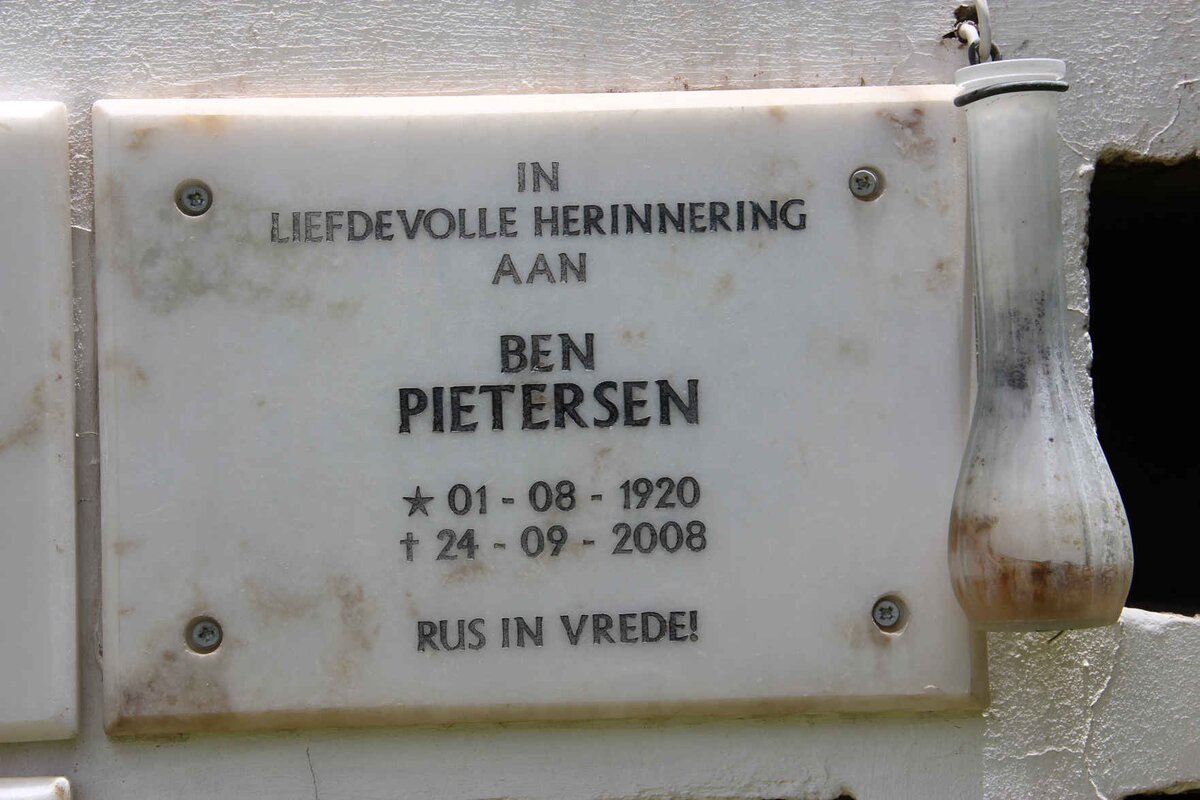 IN
LIEFDEVOLLE HERINNERING
AAN
BEN
PIETERSEN
★ 01 - 08 - 1920
† 24 - 09 - 2008
RUS IN VREDE!